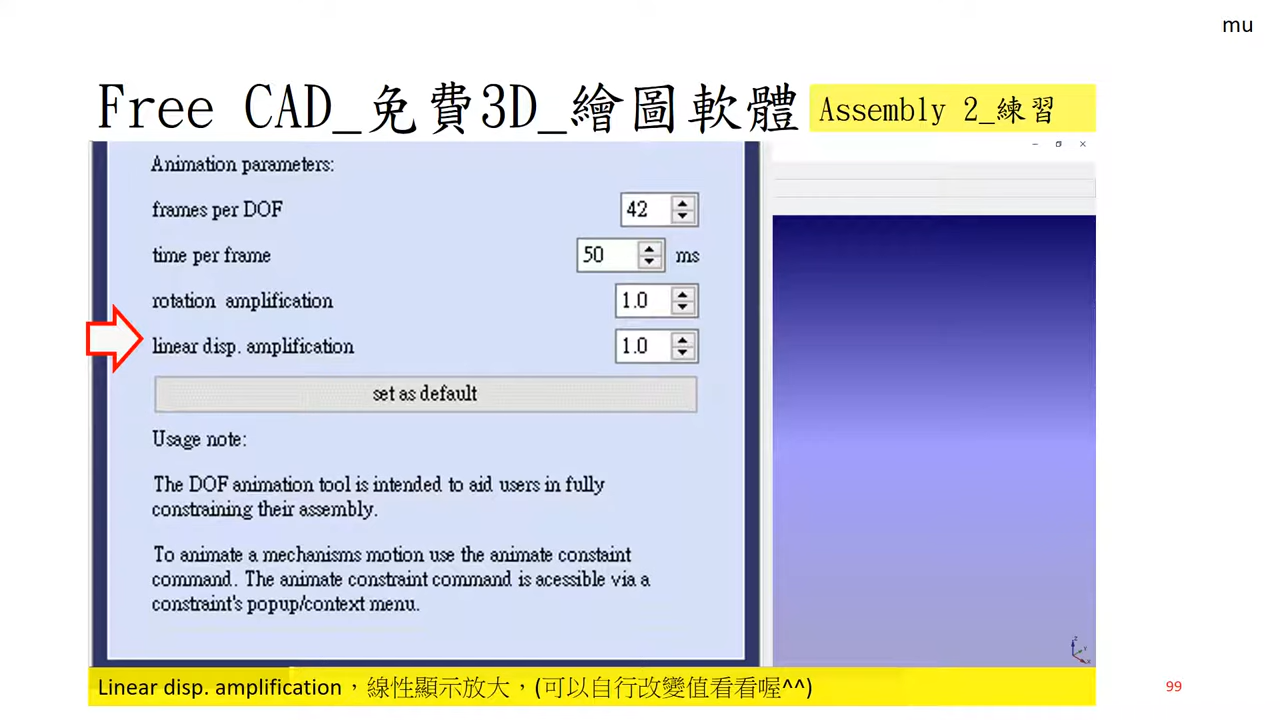 mu
Free CAD_免費3D_繪圖軟體
Assembly 2_練習
Animation parameters:
frames per DOF 42
time per frame 50 ms
rotation amplification 1.0
linear disp. amplification 1.0
set as default
Usage note:
The DOF animation tool is intended to aid users in fully
constraining their assembly.
To animate a mechanisms motion use the animate constaint
command. The animate constraint command is acessible via a
constraint's popup/context menu.
Linear disp. amplification，線性顯示放大，(可以自行改變值看看喔^^)
99